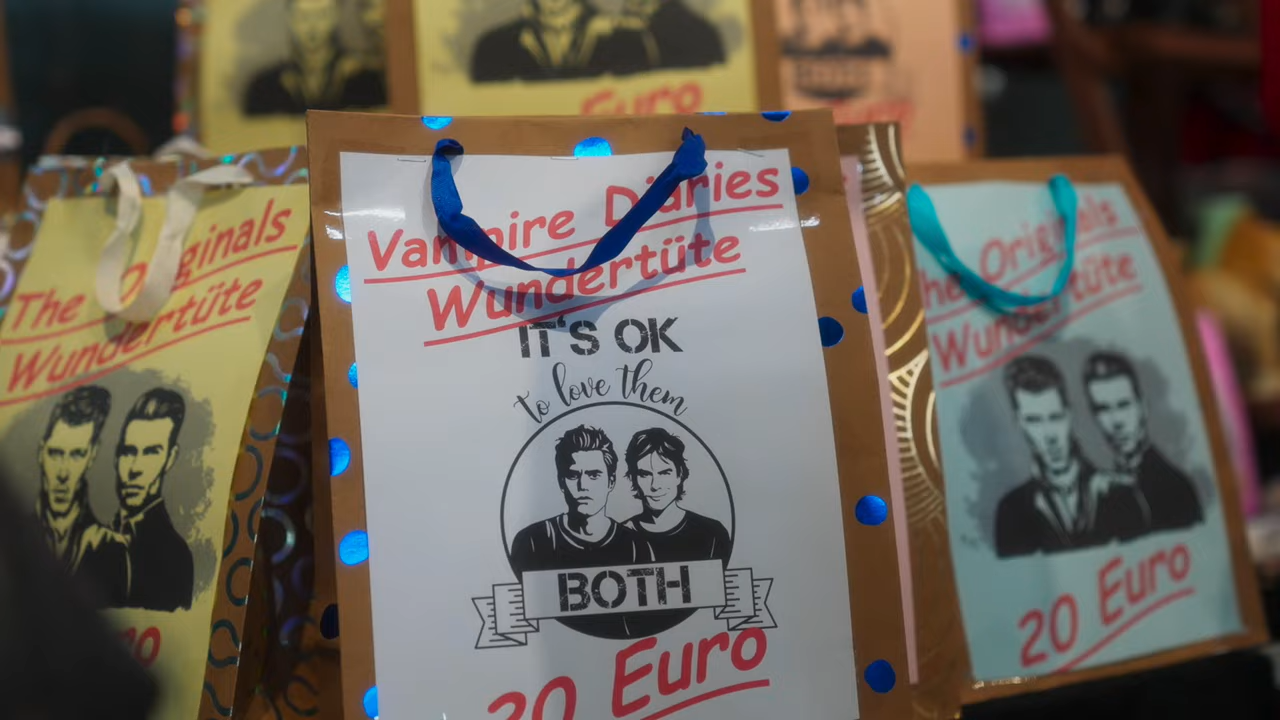 Euro
The Originals
Wundertüte
Vampire Diaries
Wundertüte
IT'S OK
to love them
BOTH
20 Euro
The Originals
Wundertüte
20 Euro